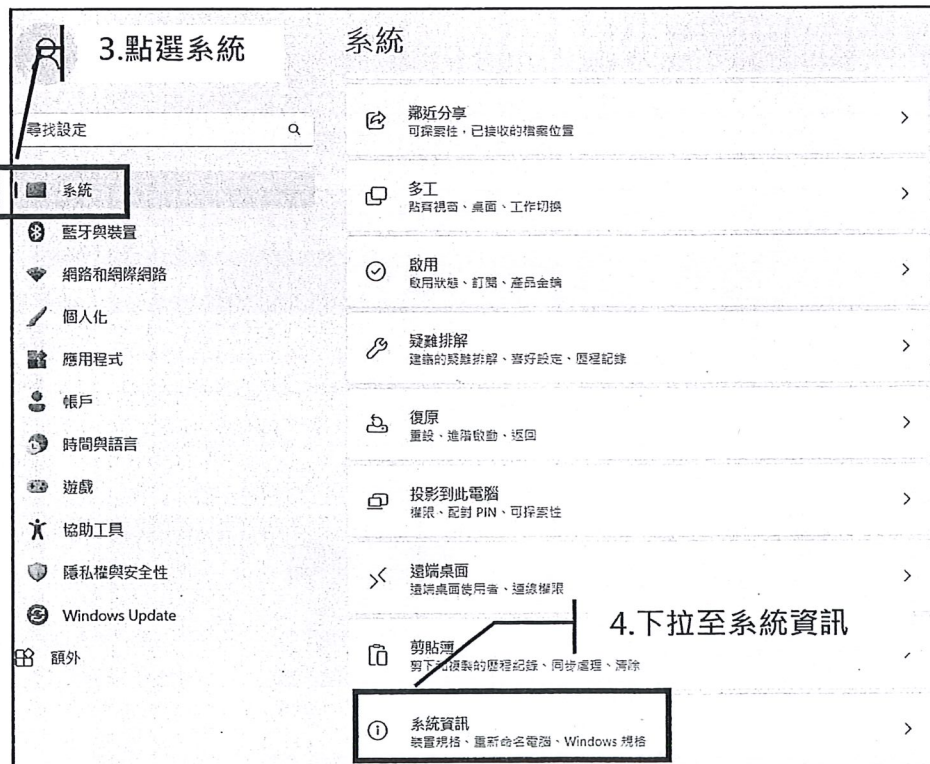 3.點選系統
系統
尋找設定
系統
藍牙與裝置
網路和網際網路
個人化
應用程式
帳戶
時間與語言
遊戲
協助工具
隱私權與安全性
Windows Update
額外
鄰近分享
可探索性，已接收的檔案位置
多工
貼齊視窗、桌面、工作切換
啟用
啟用狀態、訂閱、產品金鑰
疑難排解
建議的疑難排解、喜好設定、歷程記錄
復原
重設、進階啟動、返回
投影到此電腦
權限、配對 PIN、可探索性
遠端桌面
遠端桌面使用者、連線權限
4.下拉至系統資訊
剪貼簿
剪下和複製的歷程紀錄、同步處理、清除
系統資訊
裝置規格、重新命名電腦、Windows 規格